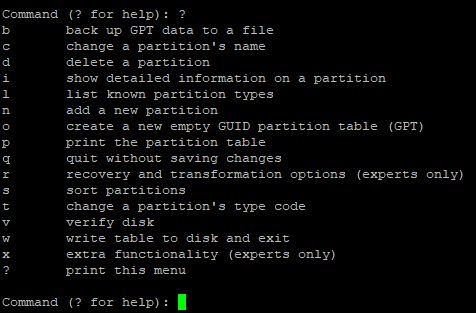 Command (? for help): ?
b       back up GPT data to a file
c       change a partition's name
d       delete a partition
i       show detailed information on a partition
l       list known partition types
n       add a new partition
o       create a new empty GUID partition table (GPT)
p       print the partition table
q       quit without saving changes
r       recovery and transformation options (experts only)
s       sort partitions
t       change a partition's type code
v       verify disk
w       write table to disk and exit
x       extra functionality (experts only)
?       print this menu
Command (? for help):